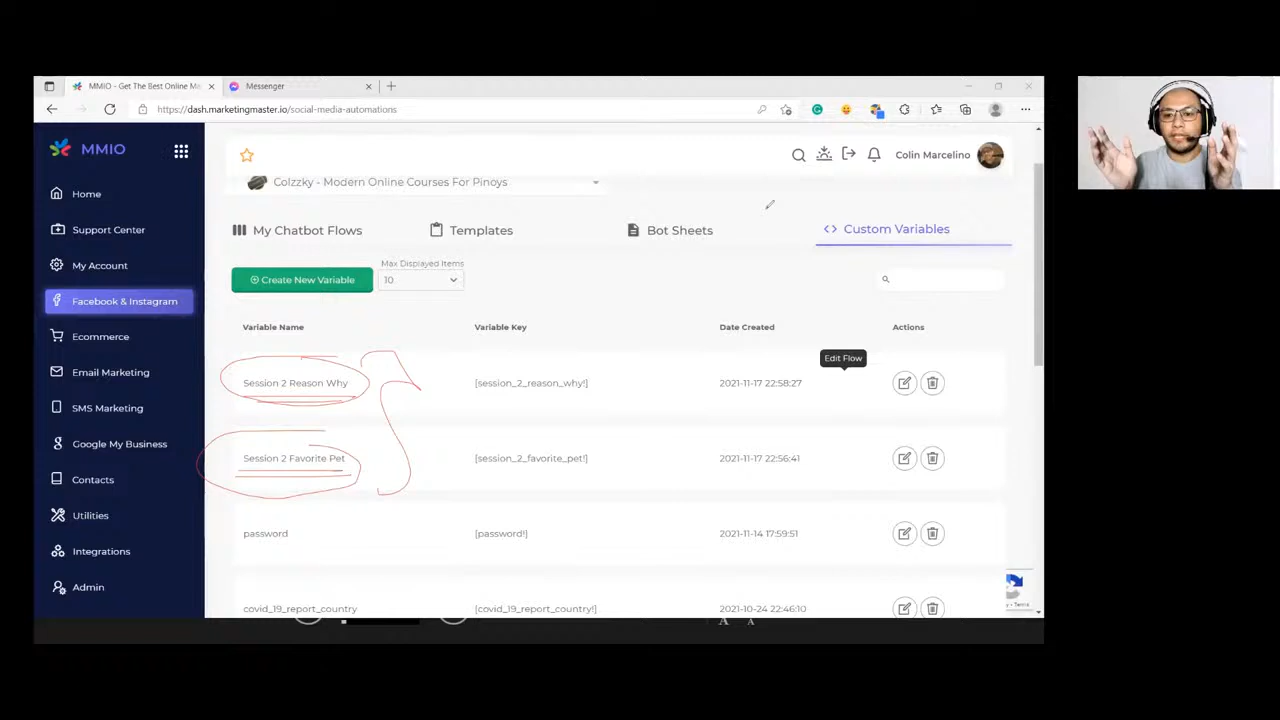 MMIO - Get The Best Online Ma
Messenger
https://dash.marketingmaster.io/social-media-automations
MMIO
Colin Marcelino
Colzzky - Modern Online Courses For Pinoys
Home
Support Center
My Account
Facebook & Instagram
Ecommerce
Email Marketing
SMS Marketing
Google My Business
Contacts
Utilities
Integrations
Admin
My Chatbot Flows
Templates
Bot Sheets
Custom Variables
Create New Variable
Max Displayed Items
10
Variable Name Variable Key Date Created Actions
Edit Flow
Session 2 Reason Why [session_2_reason_why!] 2021-11-17 22:58:27
Session 2 Favorite Pet [session_2_favorite_pet!] 2021-11-17 22:56:41
password [password!] 2021-11-14 17:59:51
covid_19_report_country [covid_19_report_country!] 2021-10-24 22:46:10
- Terms
A A